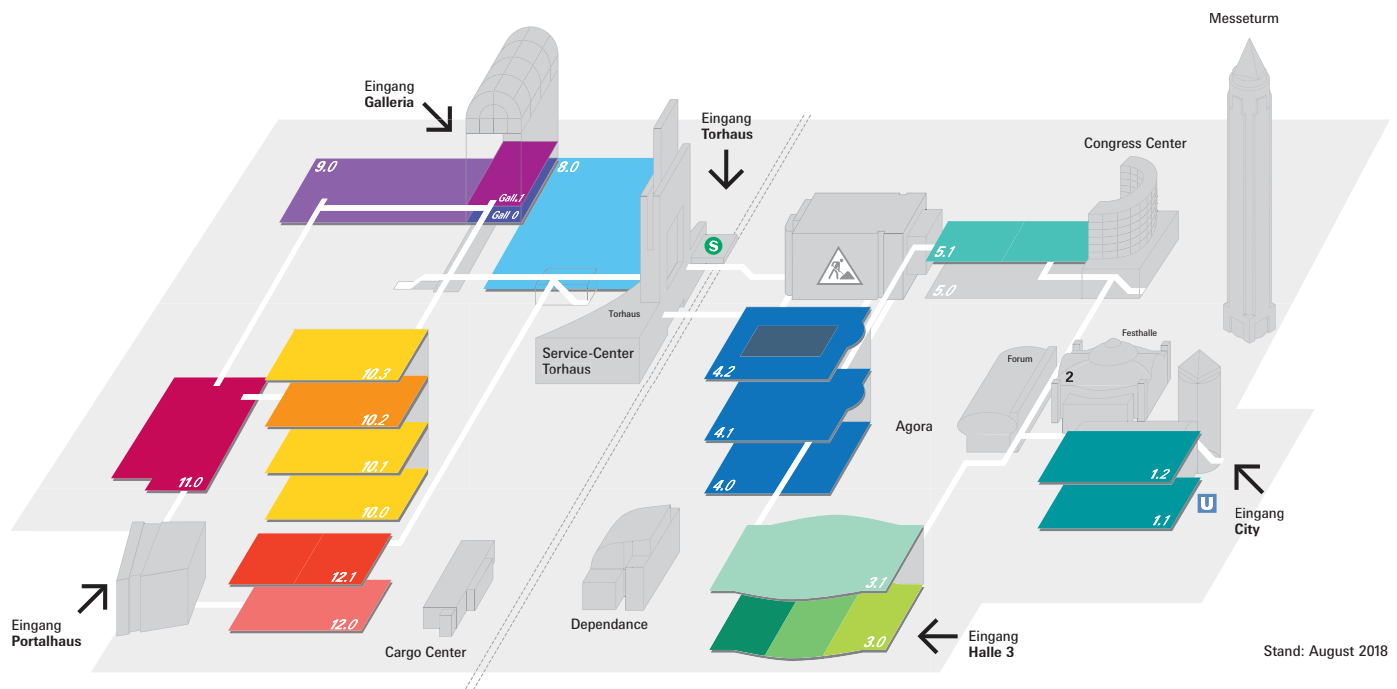 Messeturm
Eingang
Galleria
Eingang
Torhaus
Congress Center
9.0
8.0
Gall.1
Gall 0
S
5.1
5.0
Torhaus
Service-Center
Torhaus
Festhalle
Forum
2
10.3
10.2
10.1
10.0
11.0
4.2
4.1
4.0
Agora
1.2
1.1
U
Eingang
City
12.1
12.0
3.1
3.0
Eingang
Portalhaus
Cargo Center
Dependance
Eingang
Halle 3
Stand: August 2018